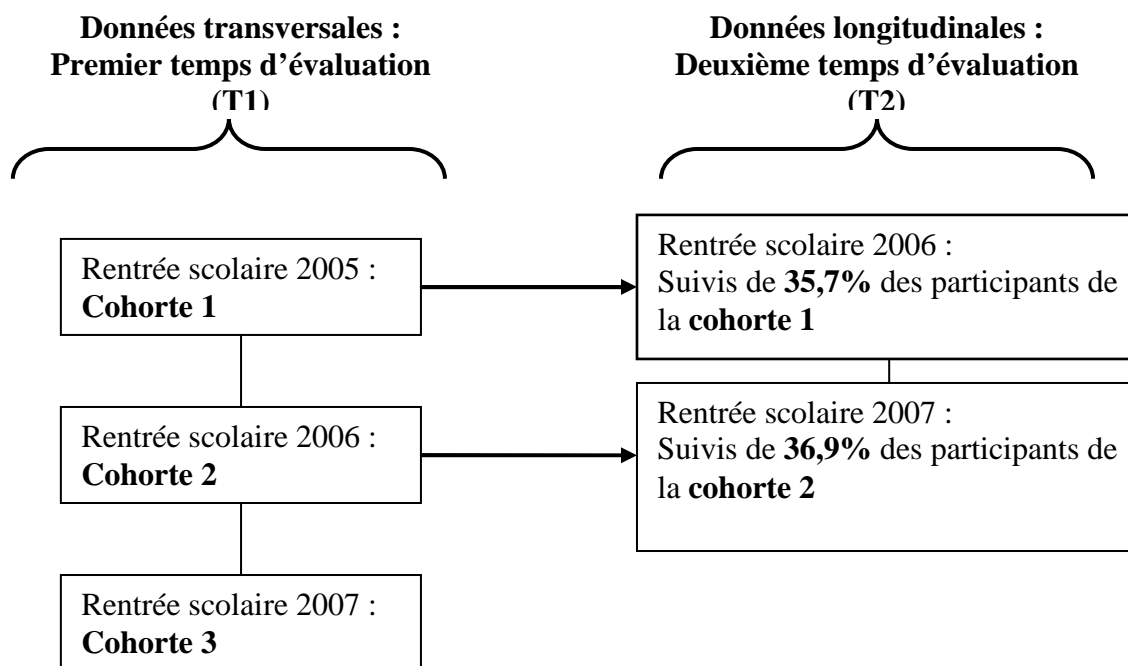 Données transversales :
Premier temps d’évaluation
(T1)
Données longitudinales :
Deuxième temps d’évaluation
(T2)
Rentrée scolaire 2005 :
Cohorte 1
Rentrée scolaire 2006 :
Suivis de 35,7% des participants de
la cohorte 1
Rentrée scolaire 2006 :
Cohorte 2
Rentrée scolaire 2007 :
Suivis de 36,9% des participants de
la cohorte 2
Rentrée scolaire 2007 :
Cohorte 3